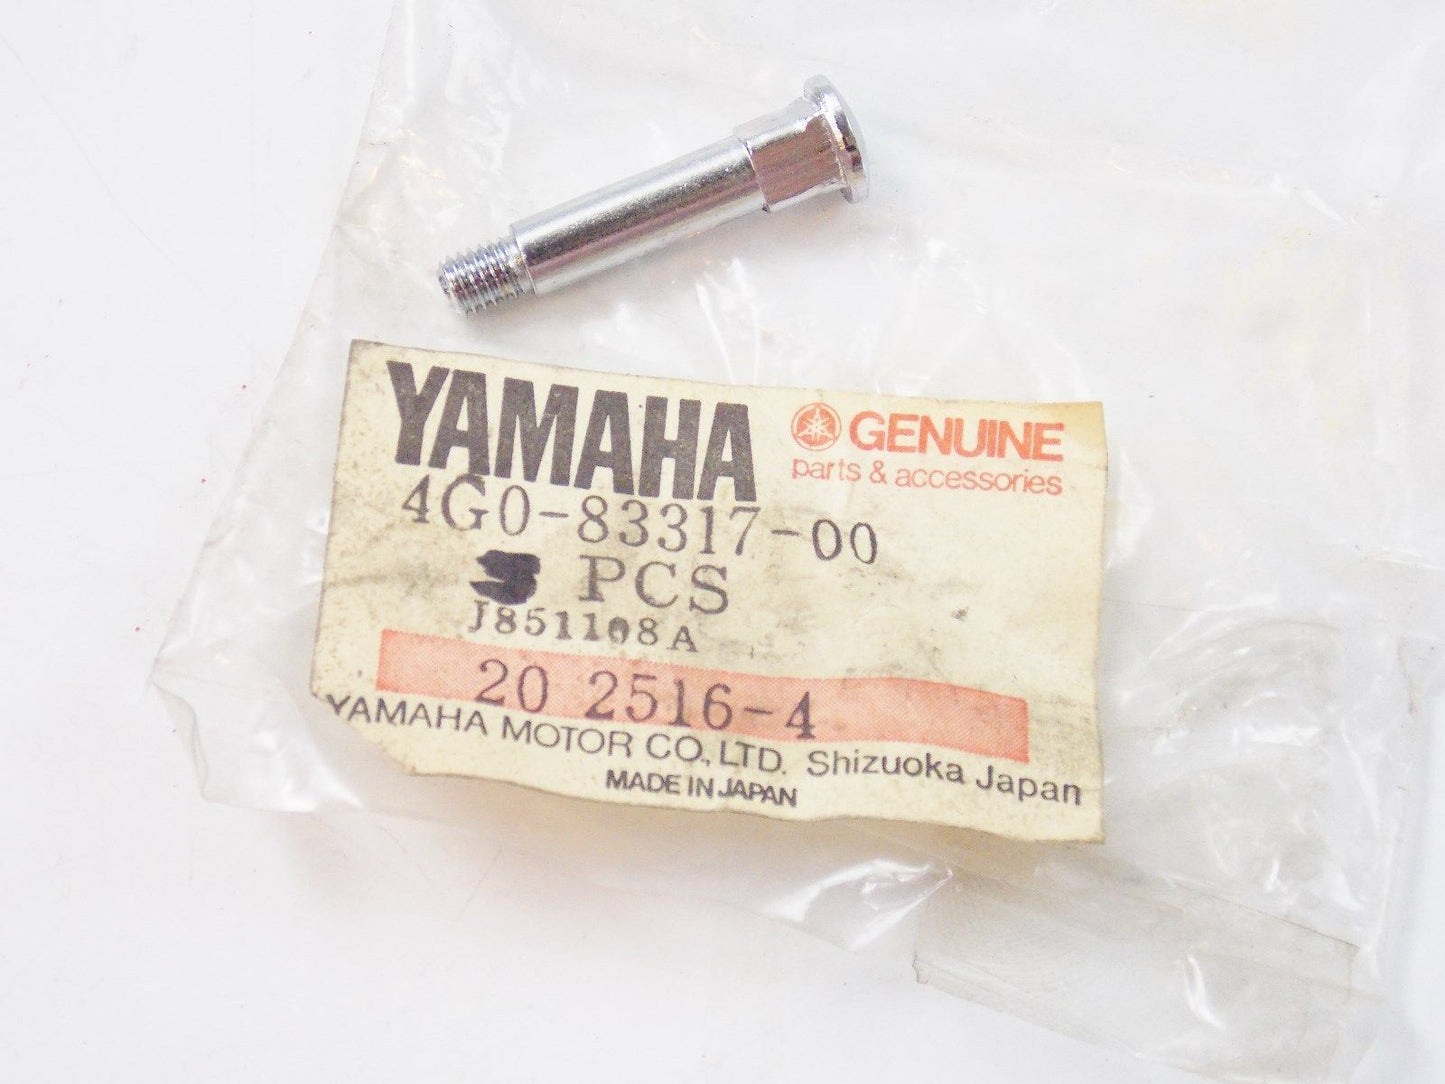 YAMAHA GENUINE
parts & accessories
4G0-83317-00
PCS
J851108A
20 2516-4
YAMAHA MOTOR CO., LTD. Shizuoka Japan
MADE IN JAPAN